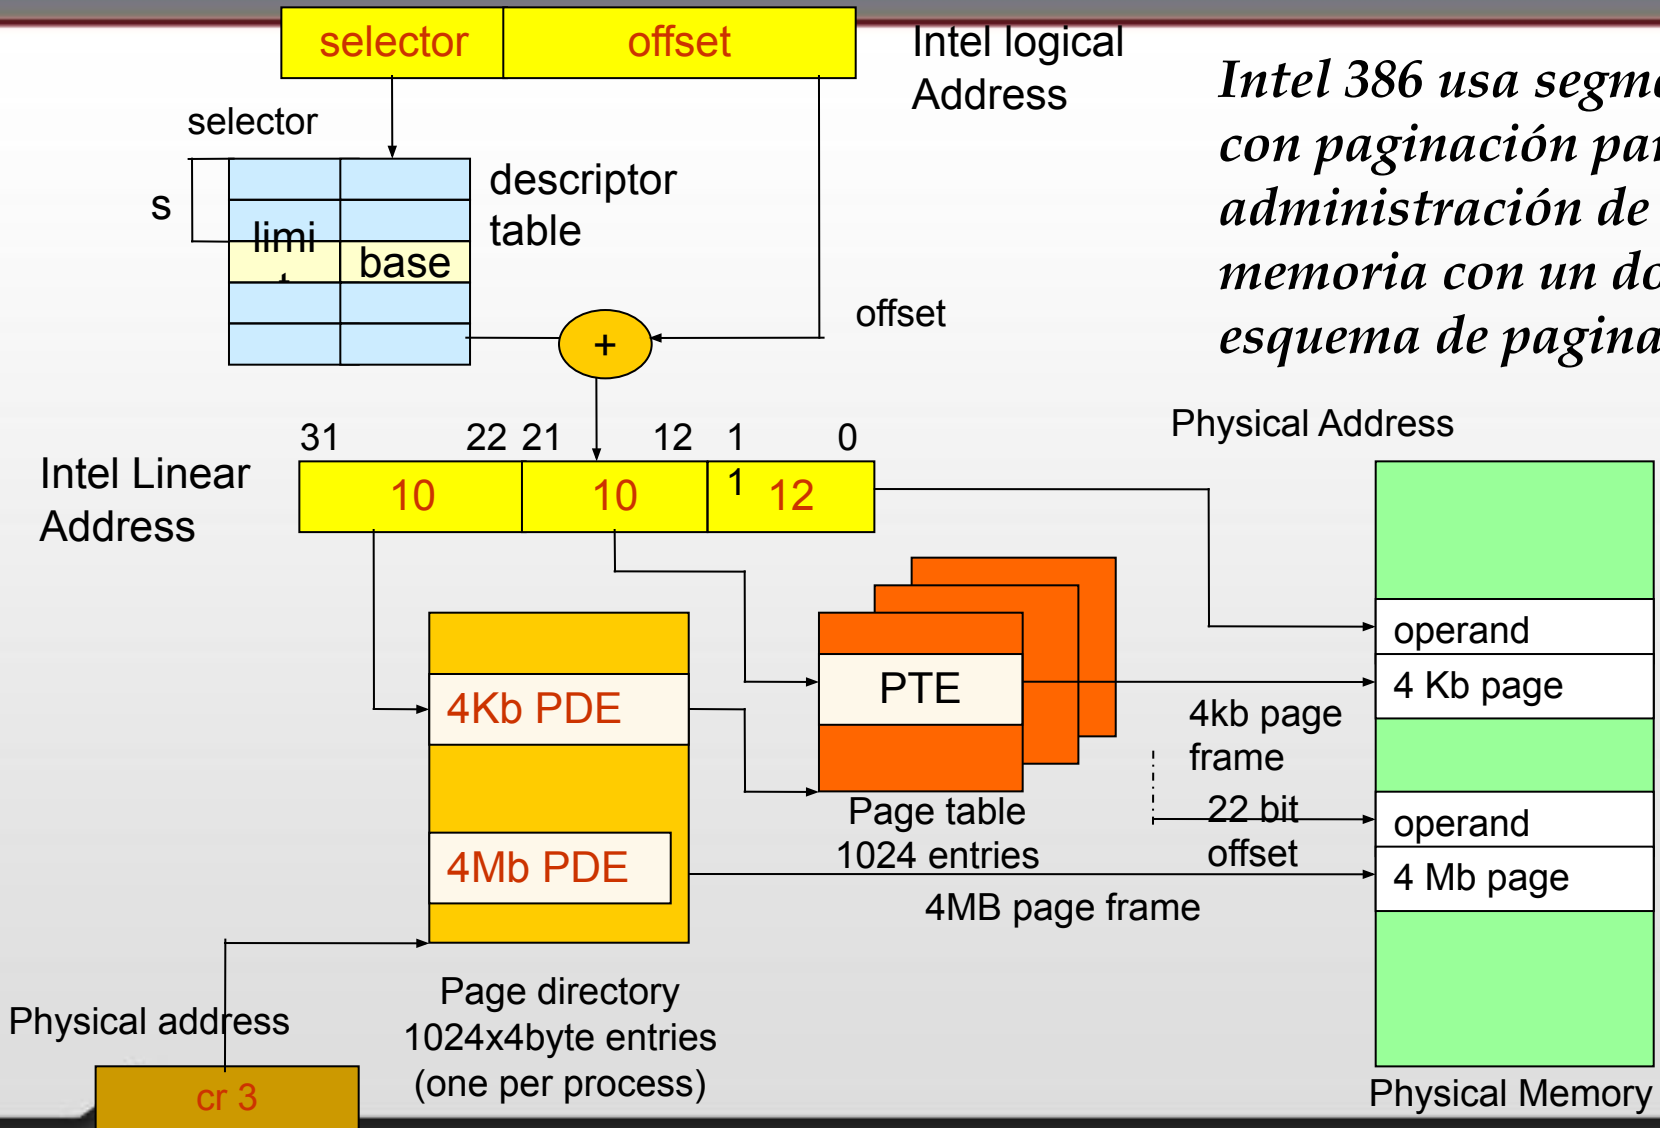 selector
offset
Intel logical
Address
Intel 386 usa
con paginación
administración de
memoria con un
esquema de
selector
s
descriptor
table
limi
t
base
+
offset
31
22
21
12
1
1
0
Intel Linear
Address
10
10
12
Physical Address
4Kb PDE
4Mb PDE
PTE
Page table
1024 entries
4kb page
frame
22 bit
offset
4MB page frame
operand
4 Kb page
operand
4 Mb page
Physical address
cr 3
Page directory
1024x4byte entries
(one per process)
Physical Memory